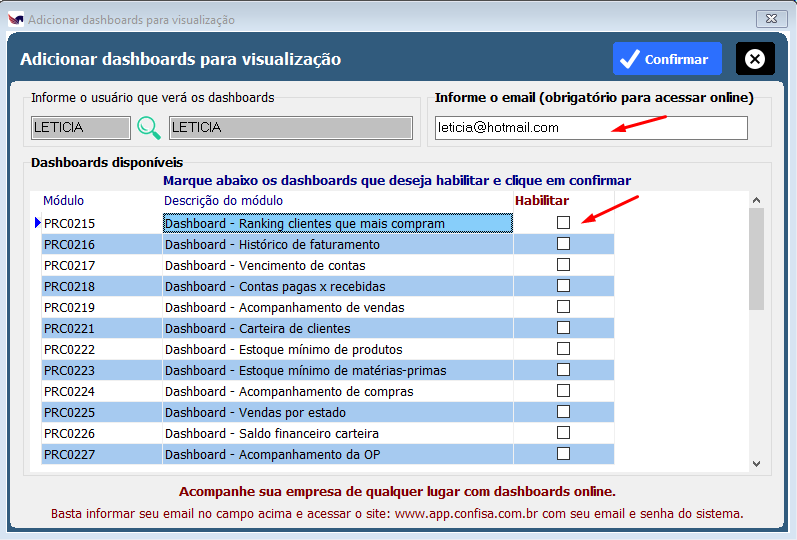 Adicionar dashboards para visualização
Adicionar dashboards para visualização
Confirmar
Informe o usuário que verá os dashboards
LETICIA LETICIA
Informe o email (obrigatório para acessar online)
leticia@hotmail.com
Dashboards disponíveis
Marque abaixo os dashboards que deseja habilitar e clique em confirmar
Módulo Descrição do módulo Habilitar
PRC0215 Dashboard - Ranking clientes que mais compram
PRC0216 Dashboard - Histórico de faturamento
PRC0217 Dashboard - Vencimento de contas
PRC0218 Dashboard - Contas pagas x recebidas
PRC0219 Dashboard - Acompanhamento de vendas
PRC0221 Dashboard - Carteira de clientes
PRC0222 Dashboard - Estoque mínimo de produtos
PRC0223 Dashboard - Estoque mínimo de matérias-primas
PRC0224 Dashboard - Acompanhamento de compras
PRC0225 Dashboard - Vendas por estado
PRC0226 Dashboard - Saldo financeiro carteira
PRC0227 Dashboard - Acompanhamento da OP
Acompanhe sua empresa de qualquer lugar com dashboards online.
Basta informar seu email no campo acima e acessar o site: www.app.confisa.com.br com seu email e senha do sistema.